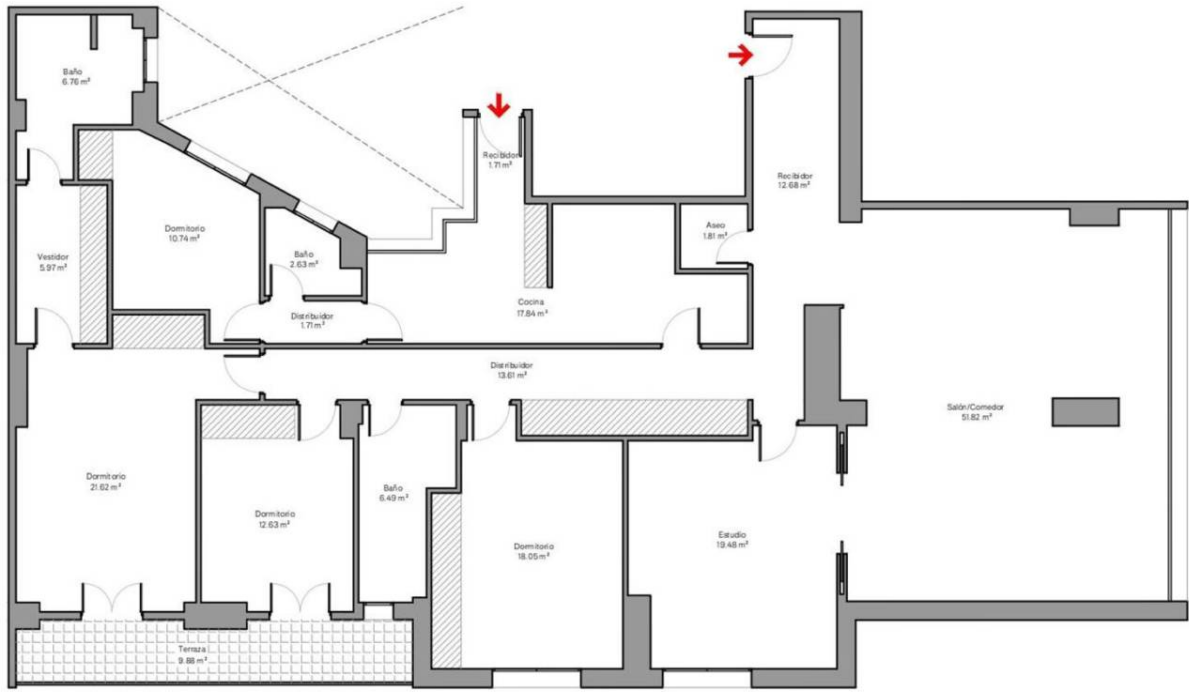 Baño
6.76 m²
Recibidor
1.71 m²
Recibidor
12.68 m²
Dormitorio
10.74 m²
Aseo
1.81 m²
Vestidor
5.97 m²
Baño
2.63 m²
Cocina
17.84 m²
Distribuidor
1.71 m²
Distribuidor
13.61 m²
Salón/Comedor
51.82 m²
Dormitorio
21.62 m²
Baño
6.49 m²
Dormitorio
12.63 m²
Estudio
19.48 m²
Dormitorio
18.05 m²
Terraza
9.88 m²